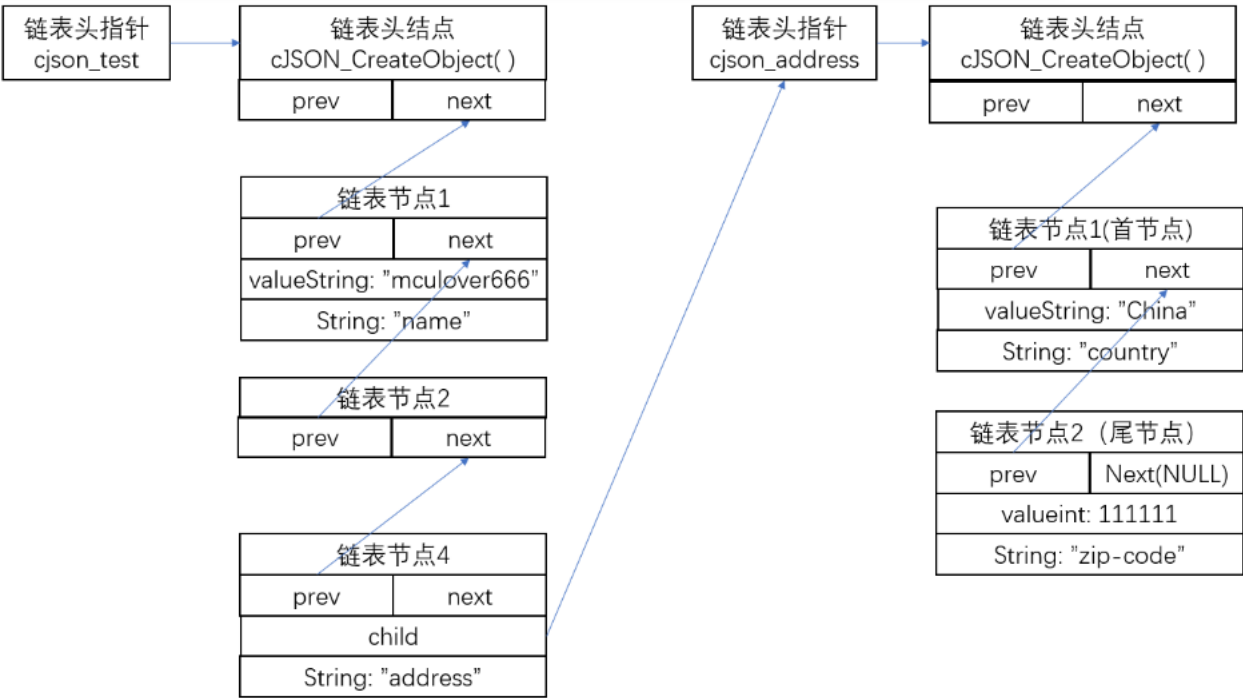 链表头指针
cjson_test
链表头结点
cJSON_CreateObject( )
prev
next
链表节点1
prev
next
valueString: ”mculover666”
String: ”name”
链表节点2
prev
next
链表节点4
prev
next
child
String: ”address”
链表头指针
cjson_address
链表头结点
cJSON_CreateObject( )
prev
next
链表节点1(首节点)
prev
next
valueString: ”China”
String: ”country”
链表节点2（尾节点）
prev
Next(NULL)
valueint: 111111
String: ”zip-code”